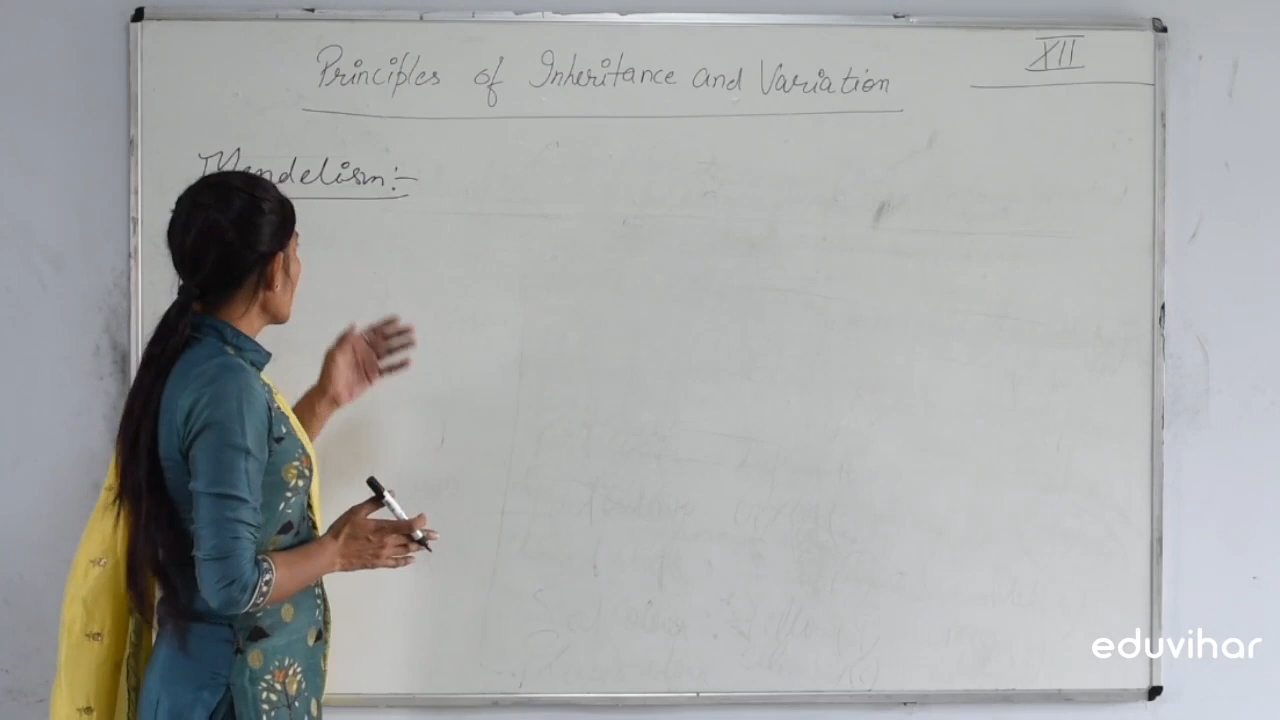 XII
Principles of Inheritance and Variation
Mendelism:-
eduvihar